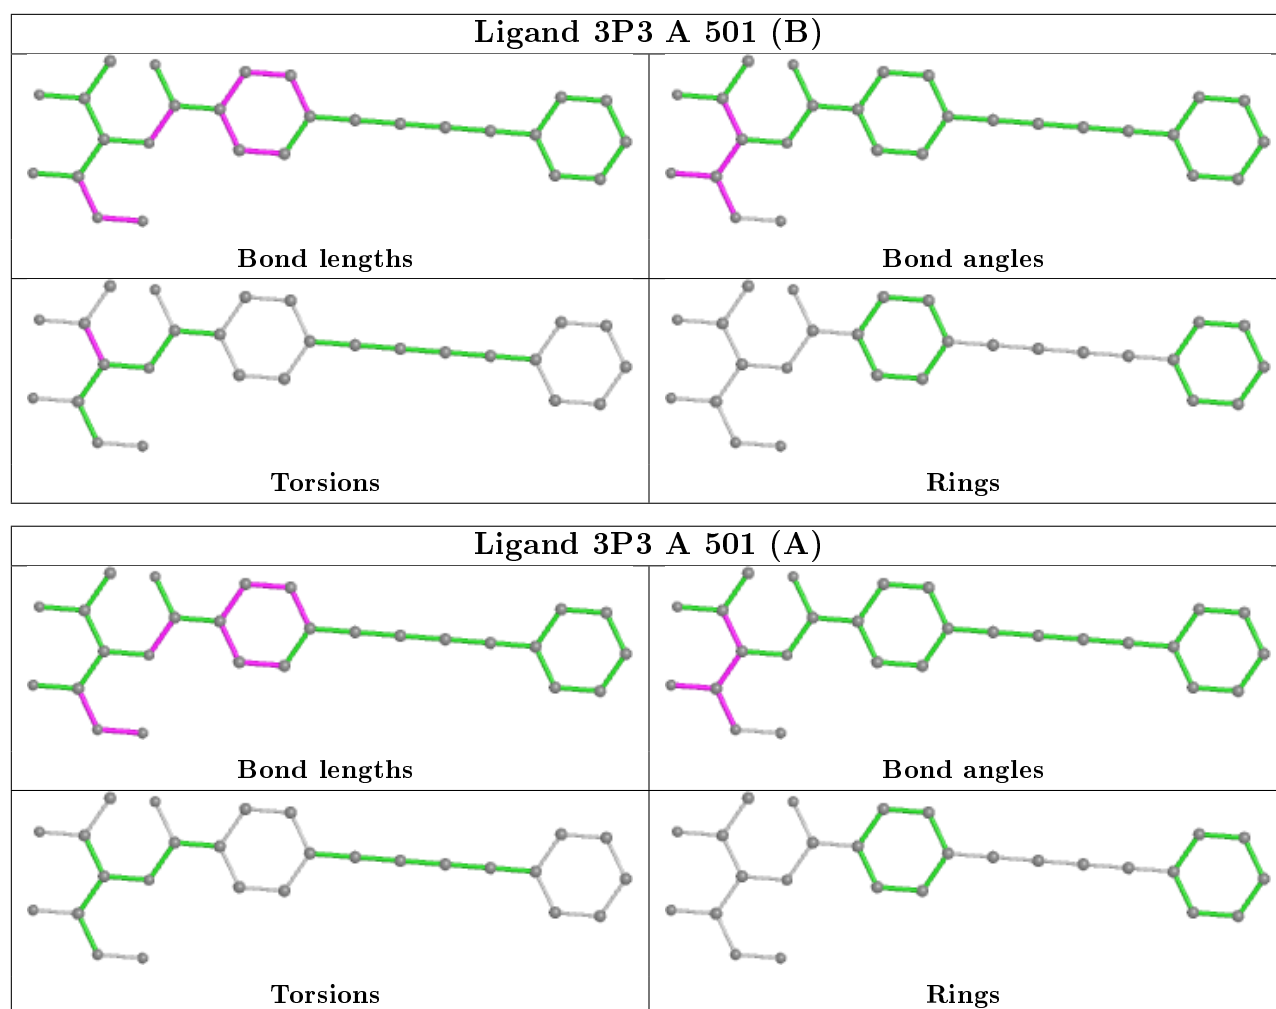 Ligand 3P3 A 501 (B)
Bond lengths
Bond angles
Torsions
Rings
Ligand 3P3 A 501 (A)
Bond lengths
Bond angles
Torsions
Rings